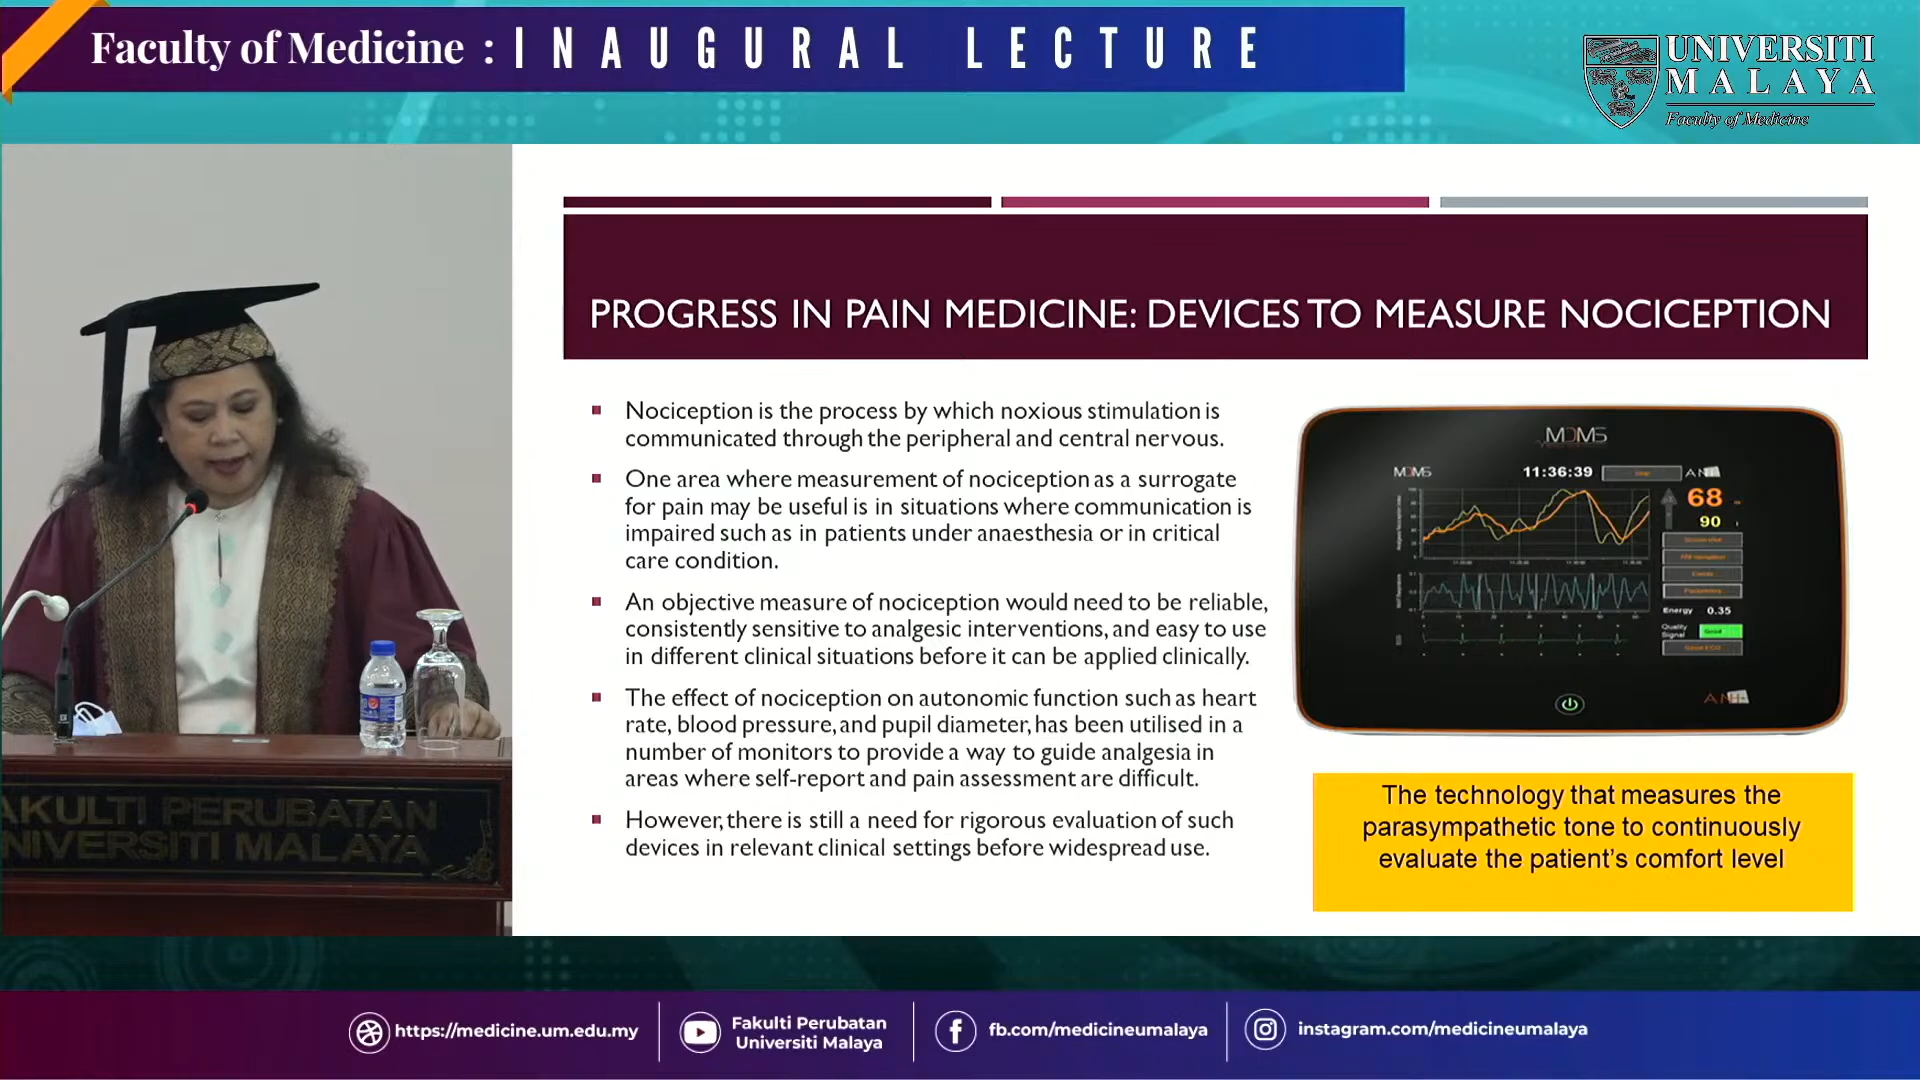 Faculty of Medicine : INAUGURAL LECTURE
UNIVERSITI
MALAYA
Faculty of Medicine
PROGRESS IN PAIN MEDICINE: DEVICES TO MEASURE NOCICEPTION
Nociception is the process by which noxious stimulation is
communicated through the peripheral and central nervous.
One area where measurement of nociception as a surrogate
for pain may be useful is in situations where communication is
impaired such as in patients under anaesthesia or in critical
care condition.
An objective measure of nociception would need to be reliable,
consistently sensitive to analgesic interventions, and easy to use
in different clinical situations before it can be applied clinically.
The effect of nociception on autonomic function such as heart
rate, blood pressure, and pupil diameter, has been utilised in a
number of monitors to provide a way to guide analgesia in
areas where self-report and pain assessment are difficult.
However, there is still a need for rigorous evaluation of such
devices in relevant clinical settings before widespread use.
MDMS
MDMS 11:36:39
68
90
Energy 0.35
Quality
Signal Good
The technology that measures the
parasympathetic tone to continuously
evaluate the patient's comfort level
AKULTI PERUBATAN
NIVERSITI MALAYA
https://medicine.um.edu.my
Fakulti Perubatan
Universiti Malaya
fb.com/medicineumalaya
instagram.com/medicineumalaya